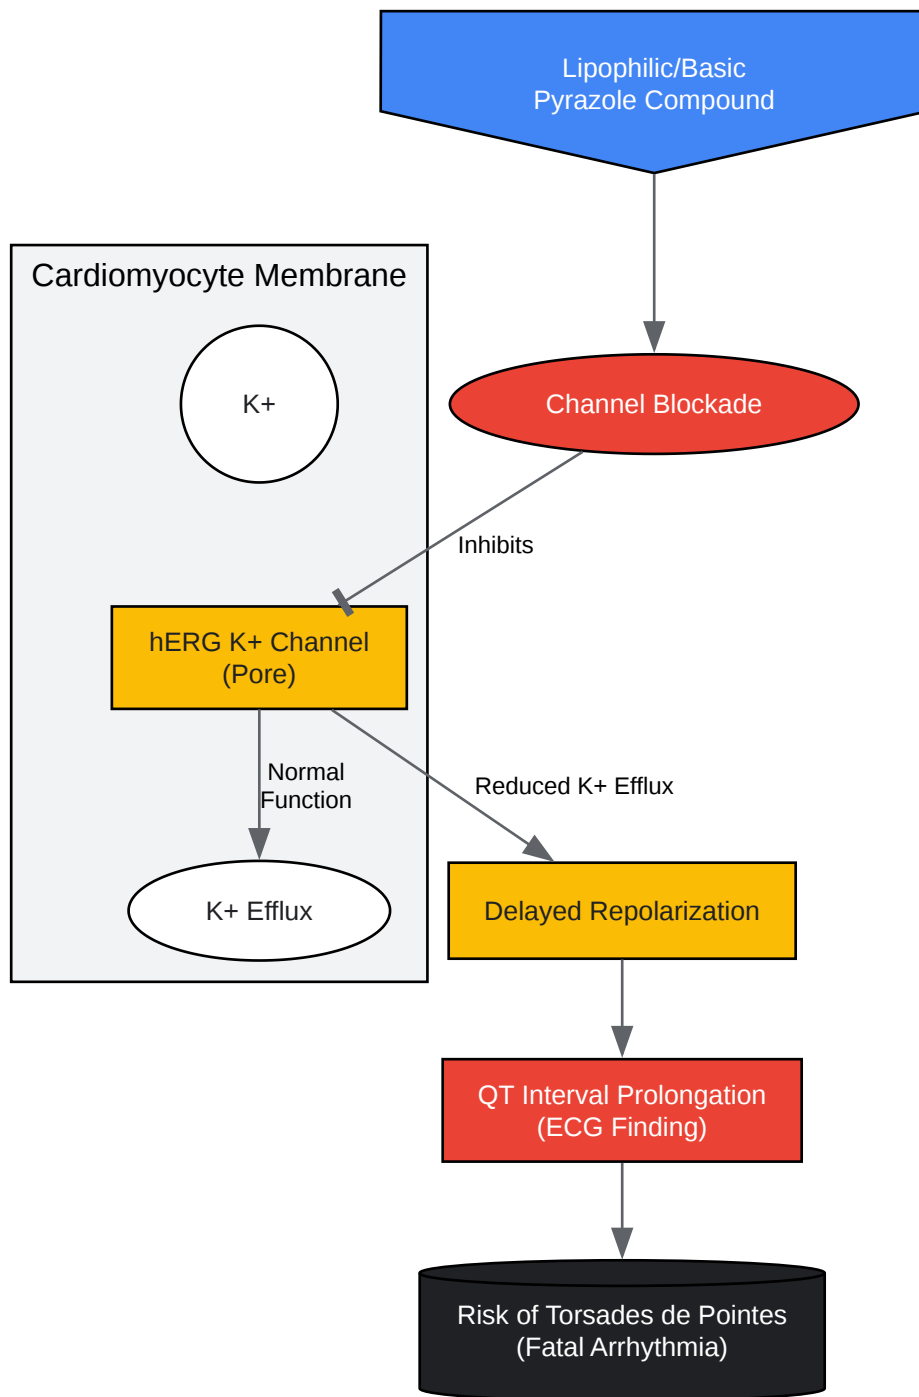 Lipophilic/Basic
Pyrazole Compound
Cardiomyocyte Membrane
K+
Channel Blockade
Inhibits
hERG K+ Channel
(Pore)
Normal
Function
Reduced K+ Efflux
K+ Efflux
Delayed Repolarization
QT Interval Prolongation
(ECG Finding)
Risk of Torsades de Pointes
(Fatal Arrhythmia)